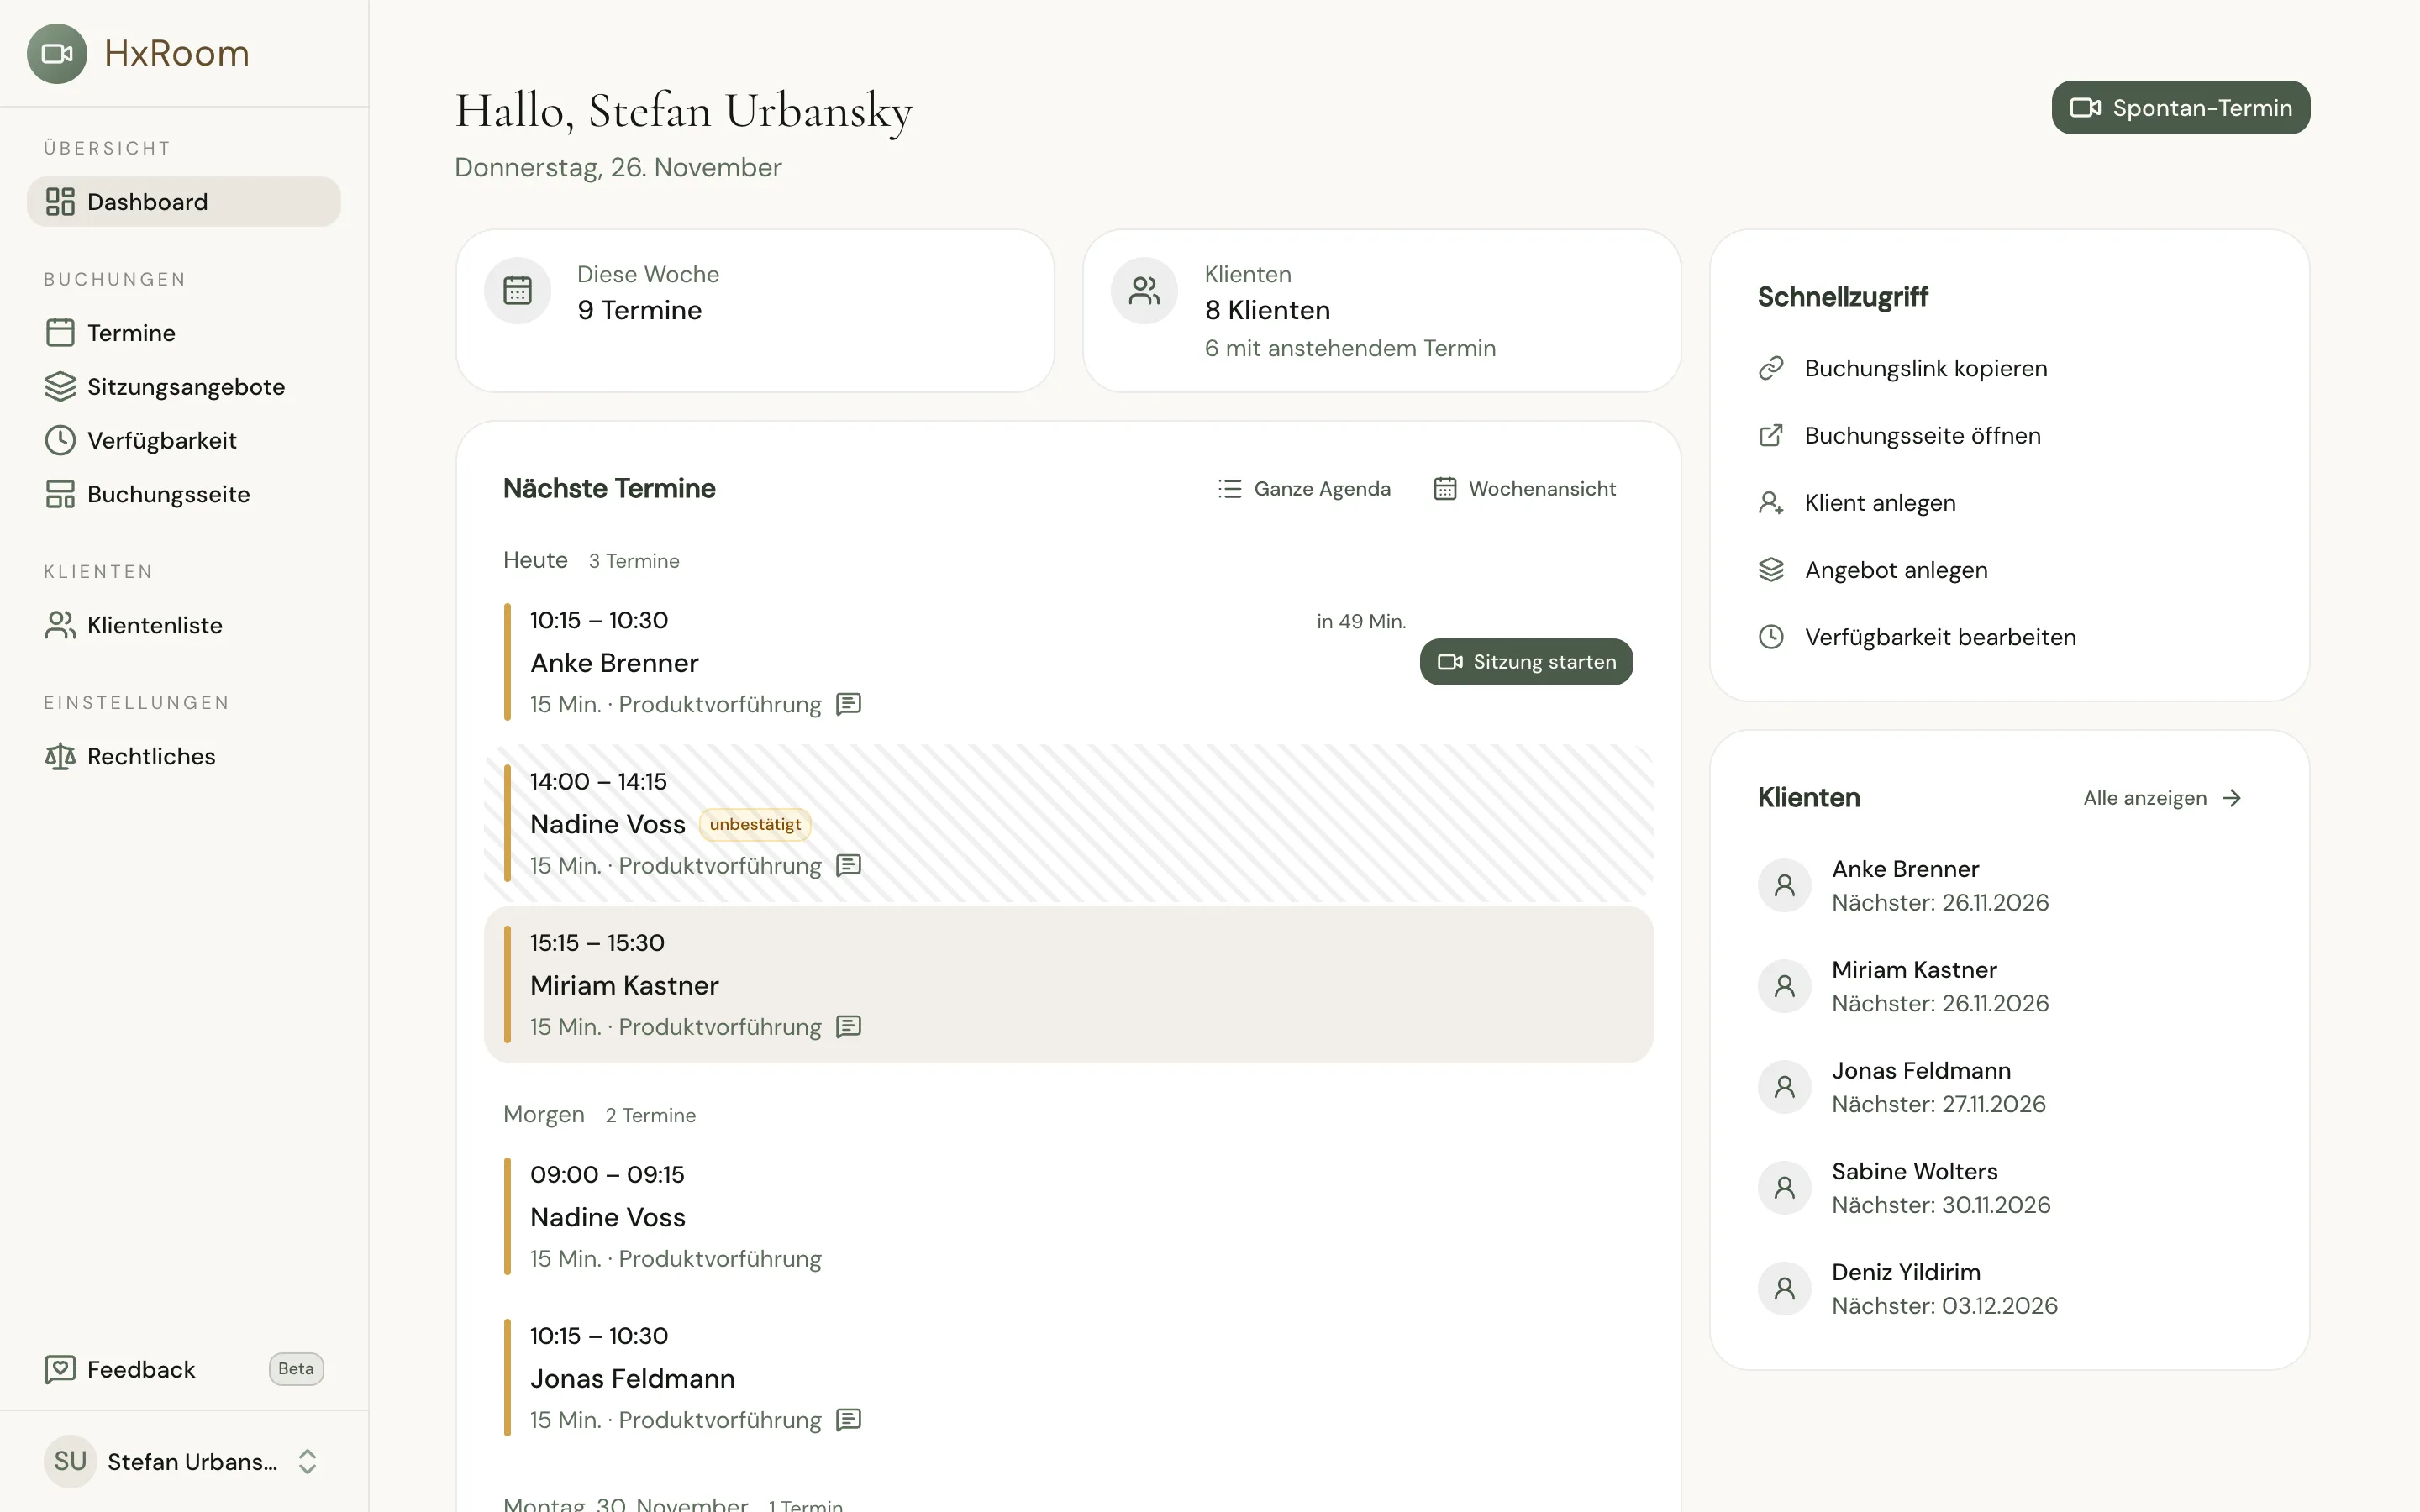 HxRoom
ÜBERSICHT
Dashboard
BUCHUNGEN
Termine
Sitzungsangebote
Verfügbarkeit
Buchungsseite
KLIENTEN
Klientenliste
EINSTELLUNGEN
Rechtliches
Feedback Beta
SU Stefan Urbans...
Hallo, Stefan Urbansky
Donnerstag, 26. November
Spontan-Termin
Diese Woche
9 Termine
Klienten
8 Klienten
6 mit anstehendem Termin
Nächste Termine Ganze Agenda Wochenansicht
Heute 3 Termine
10:15 – 10:30 in 49 Min.
Anke Brenner Sitzung starten
15 Min. · Produktvorführung
14:00 – 14:15
Nadine Voss unbestätigt
15 Min. · Produktvorführung
15:15 – 15:30
Miriam Kastner
15 Min. · Produktvorführung
Morgen 2 Termine
09:00 – 09:15
Nadine Voss
15 Min. · Produktvorführung
10:15 – 10:30
Jonas Feldmann
15 Min. · Produktvorführung
Montag, 30. November 1 Termin
Schnellzugriff
Buchungslink kopieren
Buchungsseite öffnen
Klient anlegen
Angebot anlegen
Verfügbarkeit bearbeiten
Klienten Alle anzeigen
Anke Brenner
Nächster: 26.11.2026
Miriam Kastner
Nächster: 26.11.2026
Jonas Feldmann
Nächster: 27.11.2026
Sabine Wolters
Nächster: 30.11.2026
Deniz Yildirim
Nächster: 03.12.2026